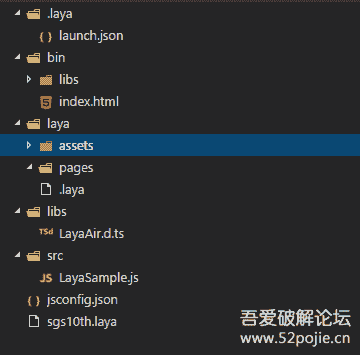 .laya
launch.json
bin
libs
index.html
laya
assets
pages
.laya
libs
LayaAir.d.ts
src
LayaSample.js
jsconfig.json
sgs10th.laya
吾爱破解论坛
www.52pojie.cn